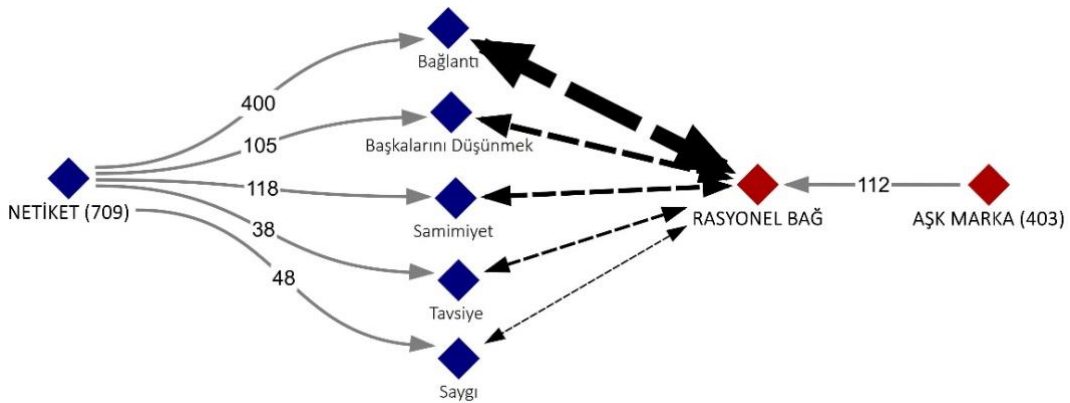 Bağlantı
400
105
Başkalarını Düşünmek
118
NETİKET (709)
Samimiyet
RASYONEL BAĞ
112
AŞK MARKA (403)
38
48
Tavsiye
Saygı